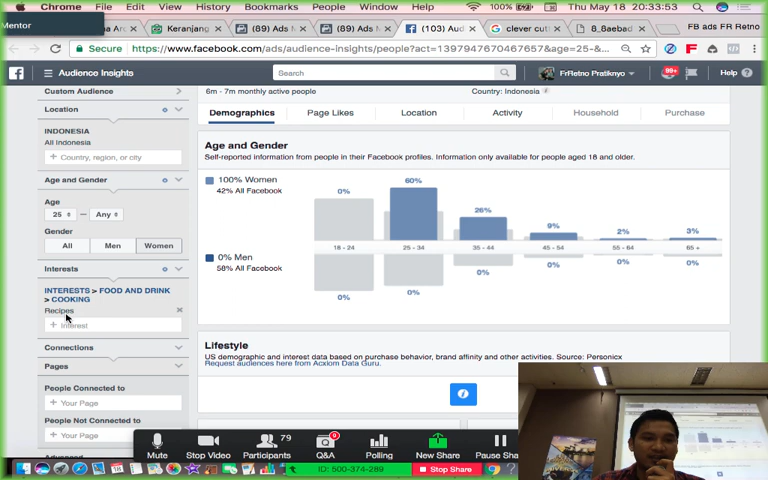 Chrome File Edit View History Bookmarks People Window Help 100% Thu May 18 20:33:53
Mentor
Keranjang
(89) Ads M
(89) Ads M
(103) Aud
clever cut
8_8aebad
FB ads FR Retno
Secure https://www.facebook.com/ads/audience-insights/people?act=1397947670467657&age=25-&
Audience Insights
Search
FrRetno Pratiknyo
99+
Help
Custom Audience
6m - 7m monthly active people
Country: Indonesia
Location
INDONESIA
All Indonesia
+ Country, region, or city
Age and Gender
Age
25 — Any
Gender
All Men Women
Interests
INTERESTS > FOOD AND DRINK
> COOKING
Recipes
+ Interest
Connections
Pages
People Connected to
+ Your Page
People Not Connected to
+ Your Page
Advanced
Demographics Page Likes Location Activity Household Purchase
Age and Gender
Self-reported information from people in their Facebook profiles. Information only available for people aged 18 and older.
100% Women
42% All Facebook
0% 60% 26% 9% 2% 3%
18 - 24 25 - 34 35 - 44 45 - 54 55 - 64 65 +
0% Men
58% All Facebook
0% 0% 0% 0% 0% 0%
Lifestyle
US demographic and interest data based on purchase behavior, brand affinity and other activities. Source: Personicx
Request audiences here from Acxiom Data Guru.
79
9
Mute Stop Video Participants Q&A Polling New Share Pause Sha
ID: 500-374-289 Stop Share